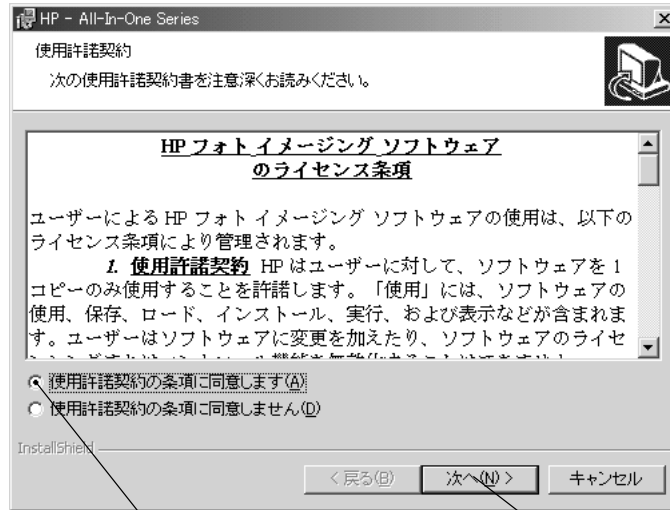 HP - All-In-One Series
使用許諾契約
次の使用許諾契約書を注意深くお読みください。
HP フォト イメージング ソフトウェア
のライセンス条項
ユーザーによる HP フォト イメージング ソフトウェアの使用は、以下の
ライセンス条項により管理されます。
1. 使用許諾契約 HP はユーザーに対して、ソフトウェアを 1
コピーのみ使用することを許諾します。「使用」には、ソフトウェアの
使用、保存、ロード、インストール、実行、および表示などが含まれま
す。ユーザーはソフトウェアに変更を加えたり、ソフトウェアのライセ
使用許諾契約の条項に同意します(A)
使用許諾契約の条項に同意しません(D)
InstallShield
< 戻る(B)
次へ(N) >
キャンセル